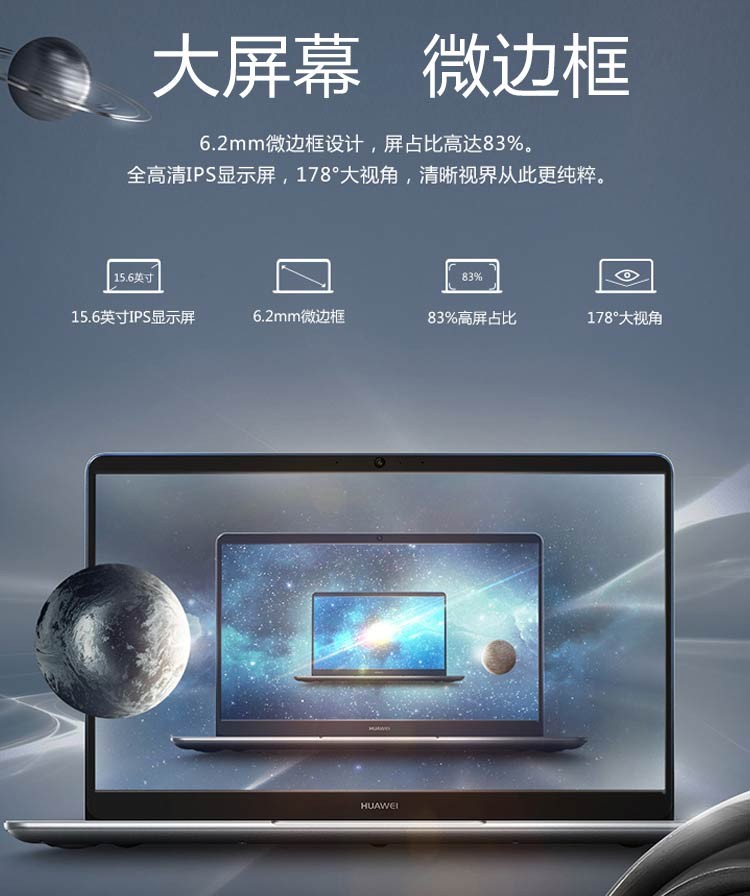 大屏幕 微边框
6.2mm微边框设计，屏占比高达83%。
全高清IPS显示屏，178°大视角，清晰视界从此更纯粹。
15.6英寸
83%
15.6英寸IPS显示屏
6.2mm微边框
83%高屏占比
178°大视角
HUAWEI
HUAWEI